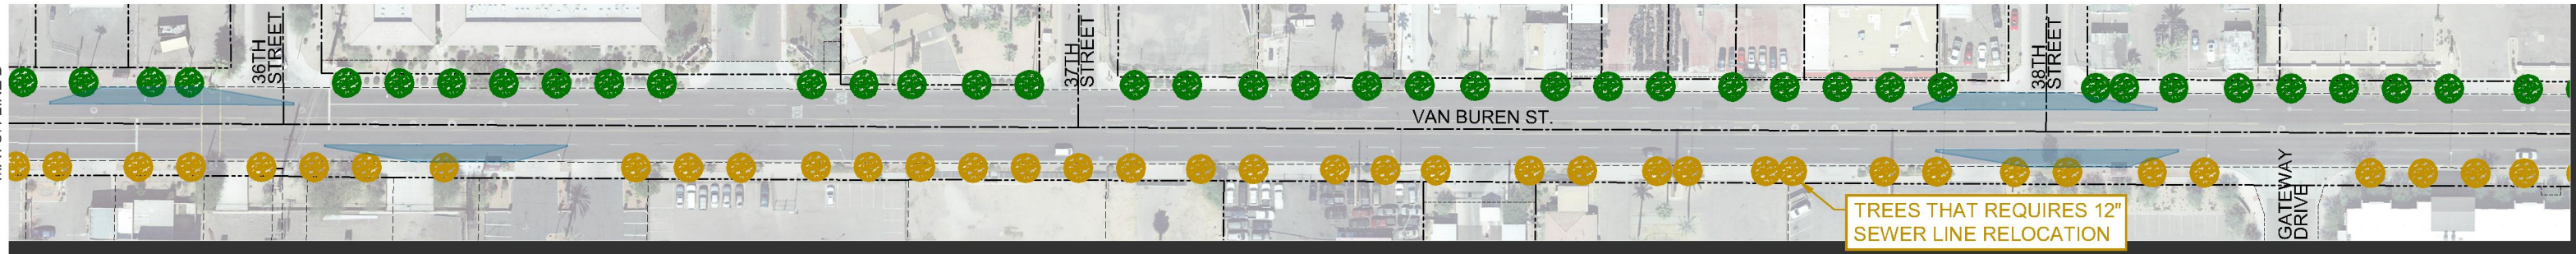 36TH
STREET
37TH
STREET
VAN BUREN ST.
38TH
STREET
TREES THAT REQUIRES 12"
SEWER LINE RELOCATION
GATEWAY
DRIVE